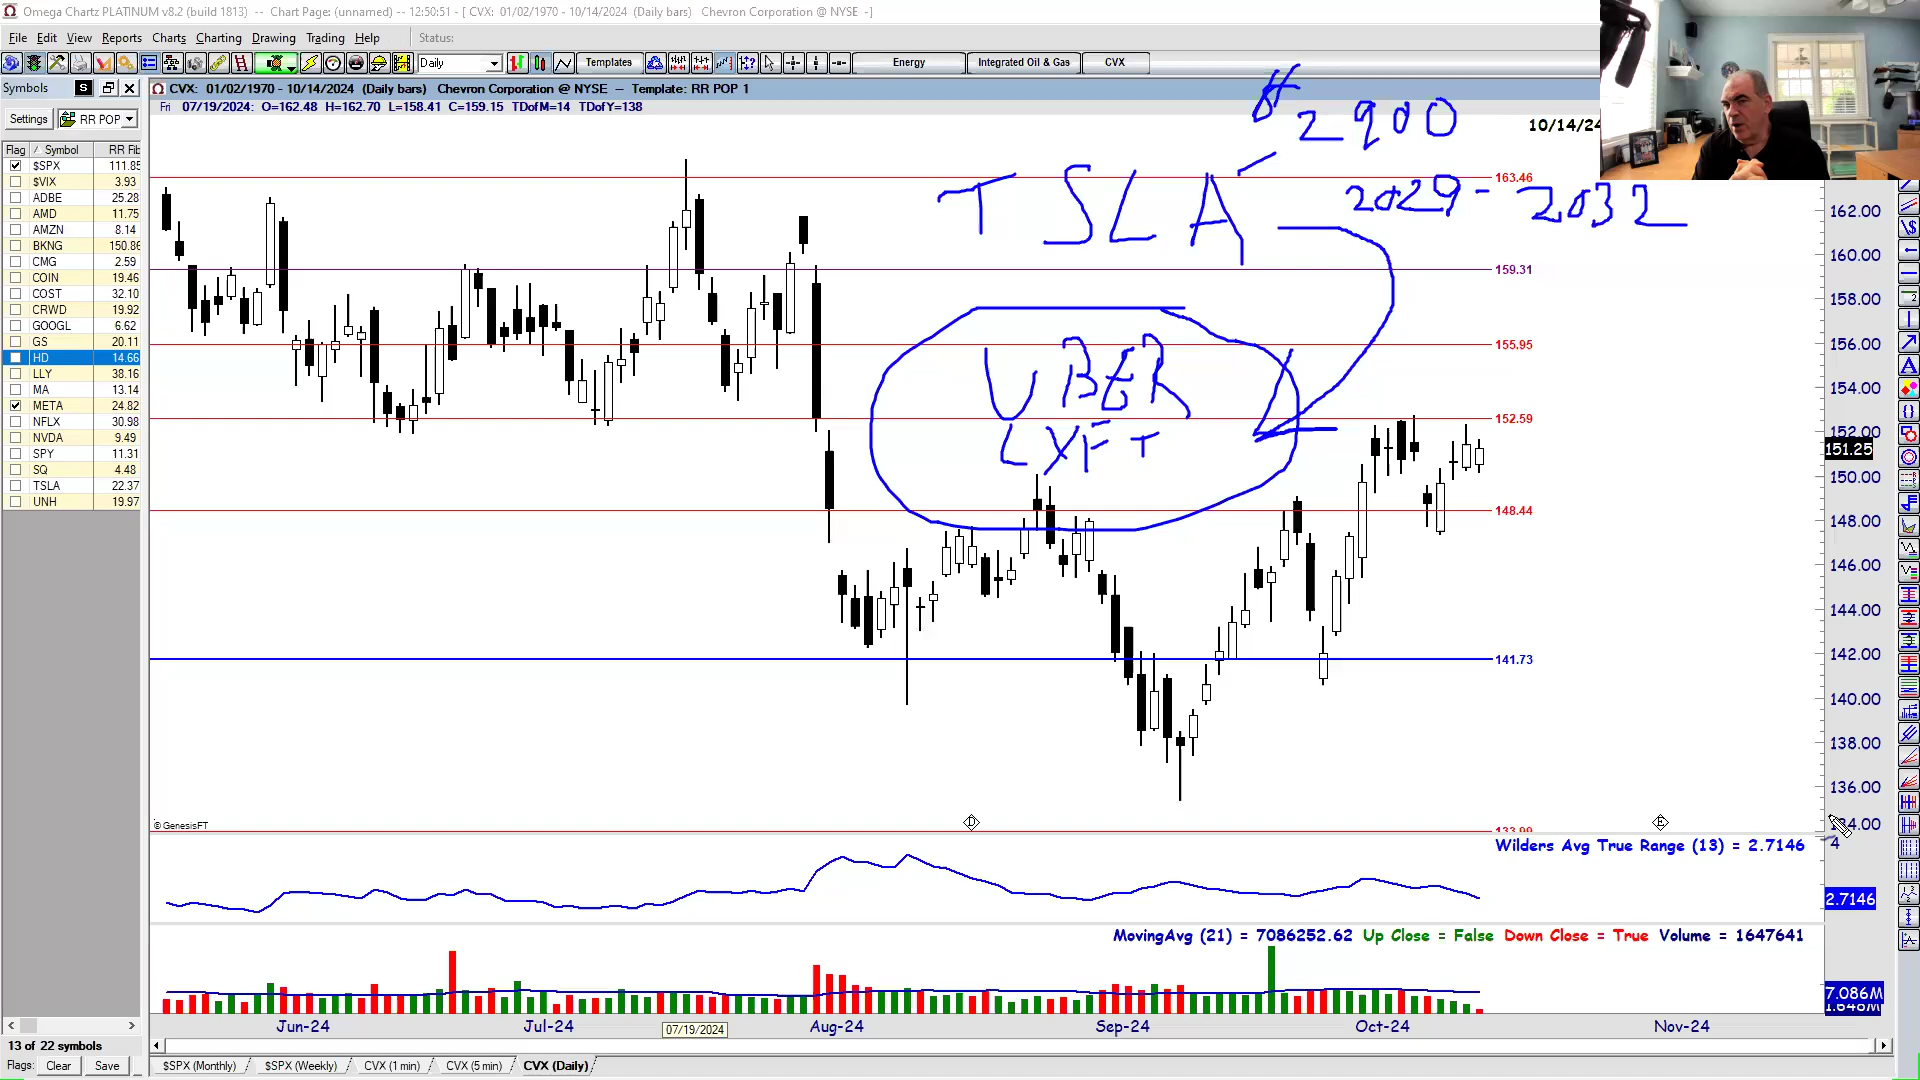 Omega Chartz PLATINUM v8.2 (build 1813) -- Chart Page: (unnamed) -- 12:50:51 - [ CVX: 01/02/1970 - 10/14/2024 (Daily bars) Chevron Corporation @ NYSE -]
File Edit View Reports Charts Charting Drawing Trading Help Status:
Daily Templates Energy Integrated Oil & Gas CVX
Symbols S
CVX: 01/02/1970 - 10/14/2024 (Daily bars) Chevron Corporation @ NYSE -- Template: RR POP 1
Fri 07/19/2024: O=162.48 H=162.70 L=158.41 C=159.15 TDofM=14 TDofY=138
Settings RR POP
10/14/24
2900
Flag Symbol RR Fib
$SPX 111.85
$VIX 3.93
ADBE 25.28
AMD 11.75
AMZN 8.14
BKNG 150.86
CMG 2.59
COIN 19.46
COST 32.10
CRWD 19.92
GOOGL 6.62
GS 20.11
HD 14.66
LLY 38.16
MA 13.14
META 24.82
NFLX 30.98
NVDA 9.49
SPY 11.31
SQ 4.48
TSLA 22.37
UNH 19.97
TSLA
2029 - 2032
UBER
LYFT
163.46
159.31
155.95
152.59
148.44
141.73
133.99
162.00
160.00
158.00
156.00
154.00
152.00
151.25
150.00
148.00
146.00
144.00
142.00
140.00
138.00
136.00
134.00
© GenesisFT
D
E
Wilders Avg True Range (13) = 2.7146
4
2.7146
MovingAvg (21) = 7086252.62 Up Close = False Down Close = True Volume = 1647641
7.086M
1.648M
Jun-24 Jul-24 07/19/2024 Aug-24 Sep-24 Oct-24 Nov-24
13 of 22 symbols
Flags: Clear Save
$SPX (Monthly) $SPX (Weekly) CVX (1 min) CVX (5 min) CVX (Daily)